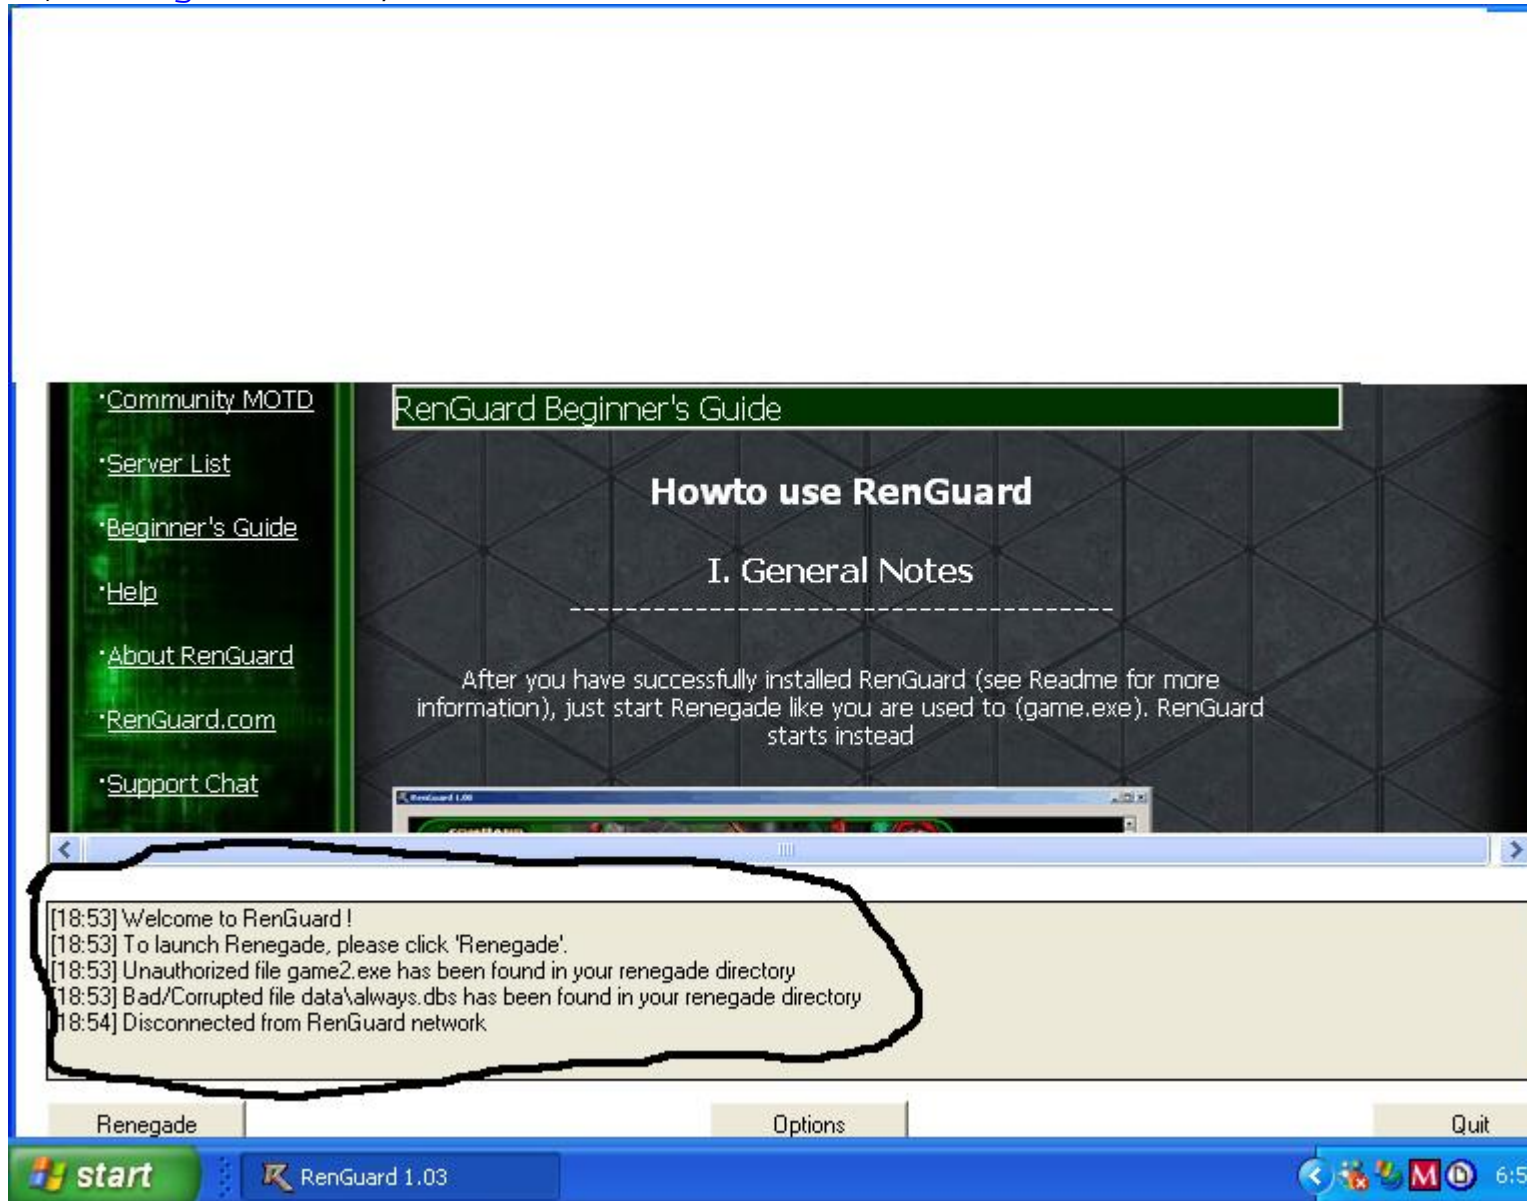 ·Community MOTD
RenGuard Beginner's Guide
·Server List
Howto use RenGuard
·Beginner's Guide
I. General Notes
·Help
----------------------------------------
·About RenGuard
After you have successfully installed RenGuard (see Readme for more
information), just start Renegade like you are used to (game.exe). RenGuard
starts instead
·RenGuard.com
·Support Chat
[18:53] Welcome to RenGuard !
[18:53] To launch Renegade, please click 'Renegade'.
[18:53] Unauthorized file game2.exe has been found in your renegade directory
[18:53] Bad/Corrupted file data\always.dbs has been found in your renegade directory
18:54] Disconnected from RenGuard network
Renegade
Options
Quit
start
RenGuard 1.03
M
6:5